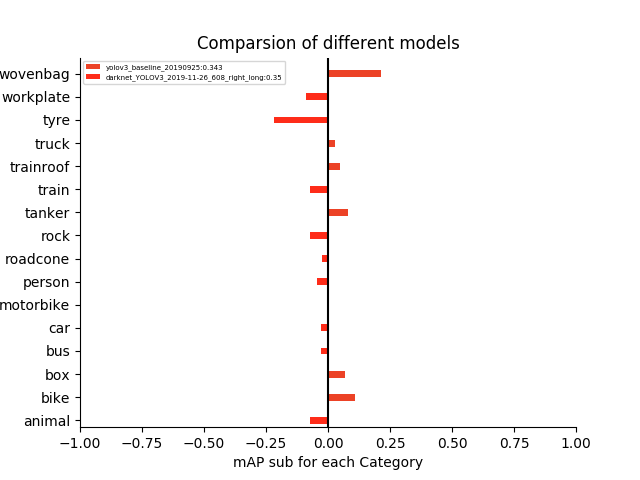 Comparsion of different models
yolov3_baseline_20190925:0.343
darknet_YOLOV3_2019-11-26_608_right_long:0.35
wovenbag
workplate
tyre
truck
trainroof
train
tanker
rock
roadcone
person
motorbike
car
bus
box
bike
animal
−1.00 −0.75 −0.50 −0.25 0.00 0.25 0.50 0.75 1.00
mAP sub for each Category